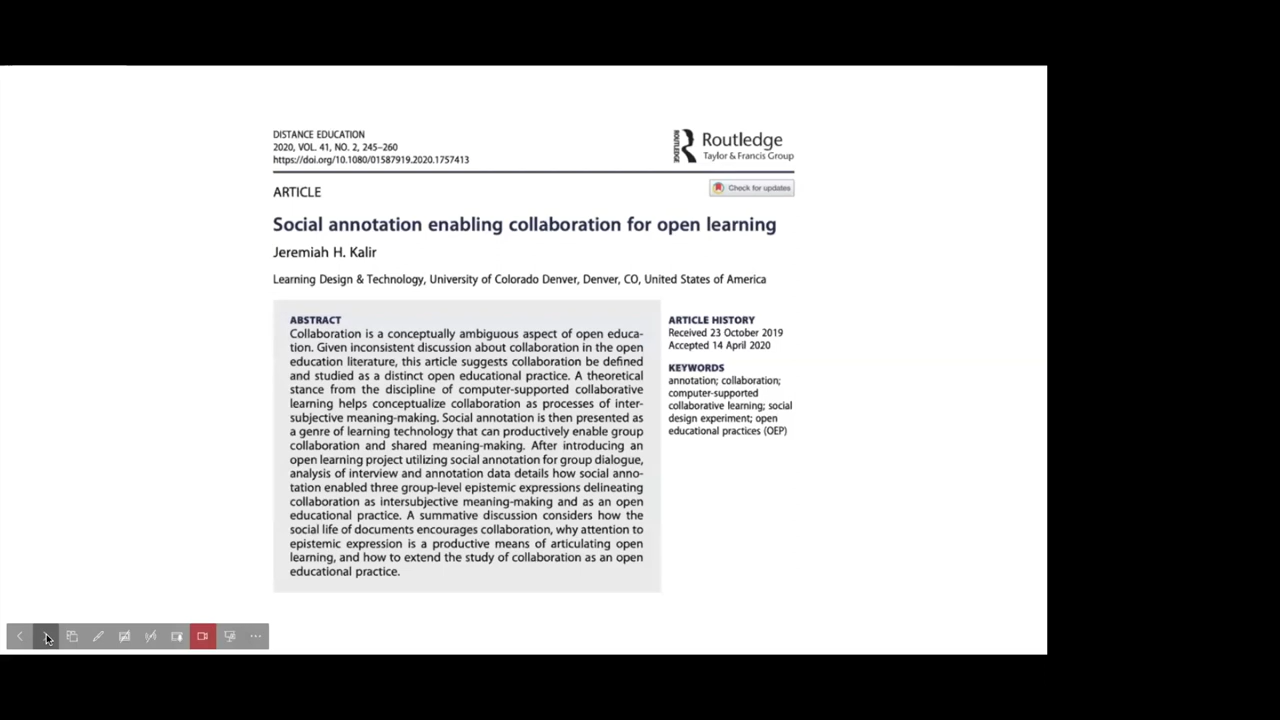 DISTANCE EDUCATION
2020, VOL. 41, NO. 2, 245–260
https://doi.org/10.1080/01587919.2020.1757413
ROUTLEDGE
Routledge
Taylor & Francis Group
ARTICLE
Check for updates
Social annotation enabling collaboration for open learning
Jeremiah H. Kalir
Learning Design & Technology, University of Colorado Denver, Denver, CO, United States of America
ABSTRACT
Collaboration is a conceptually ambiguous aspect of open educa-
tion. Given inconsistent discussion about collaboration in the open
education literature, this article suggests collaboration be defined
and studied as a distinct open educational practice. A theoretical
stance from the discipline of computer-supported collaborative
learning helps conceptualize collaboration as processes of inter-
subjective meaning-making. Social annotation is then presented as
a genre of learning technology that can productively enable group
collaboration and shared meaning-making. After introducing an
open learning project utilizing social annotation for group dialogue,
analysis of interview and annotation data details how social anno-
tation enabled three group-level epistemic expressions delineating
collaboration as intersubjective meaning-making and as an open
educational practice. A summative discussion considers how the
social life of documents encourages collaboration, why attention to
epistemic expression is a productive means of articulating open
learning, and how to extend the study of collaboration as an open
educational practice.
ARTICLE HISTORY
Received 23 October 2019
Accepted 14 April 2020
KEYWORDS
annotation; collaboration;
computer-supported
collaborative learning; social
design experiment; open
educational practices (OEP)